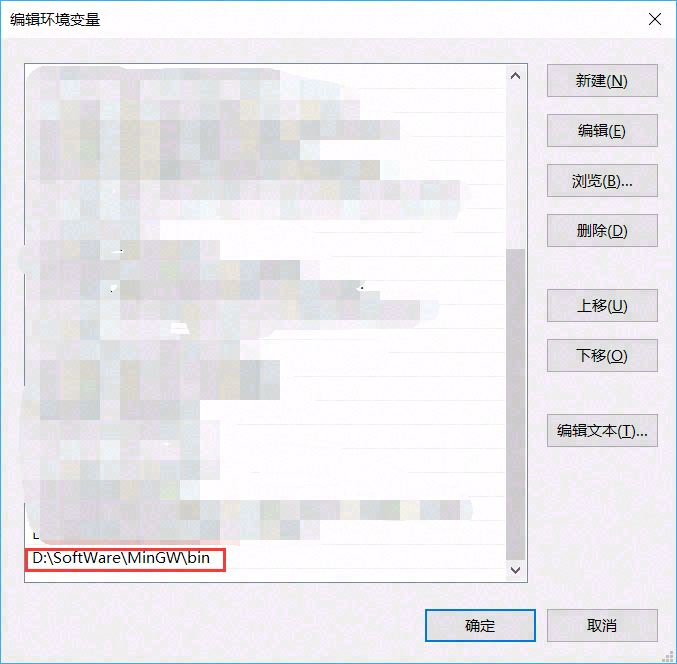 编辑环境变量
新建(N)
编辑(E)
浏览(B)...
删除(D)
上移(U)
下移(O)
编辑文本(T)...
D:\SoftWare\MinGW\bin
确定
取消